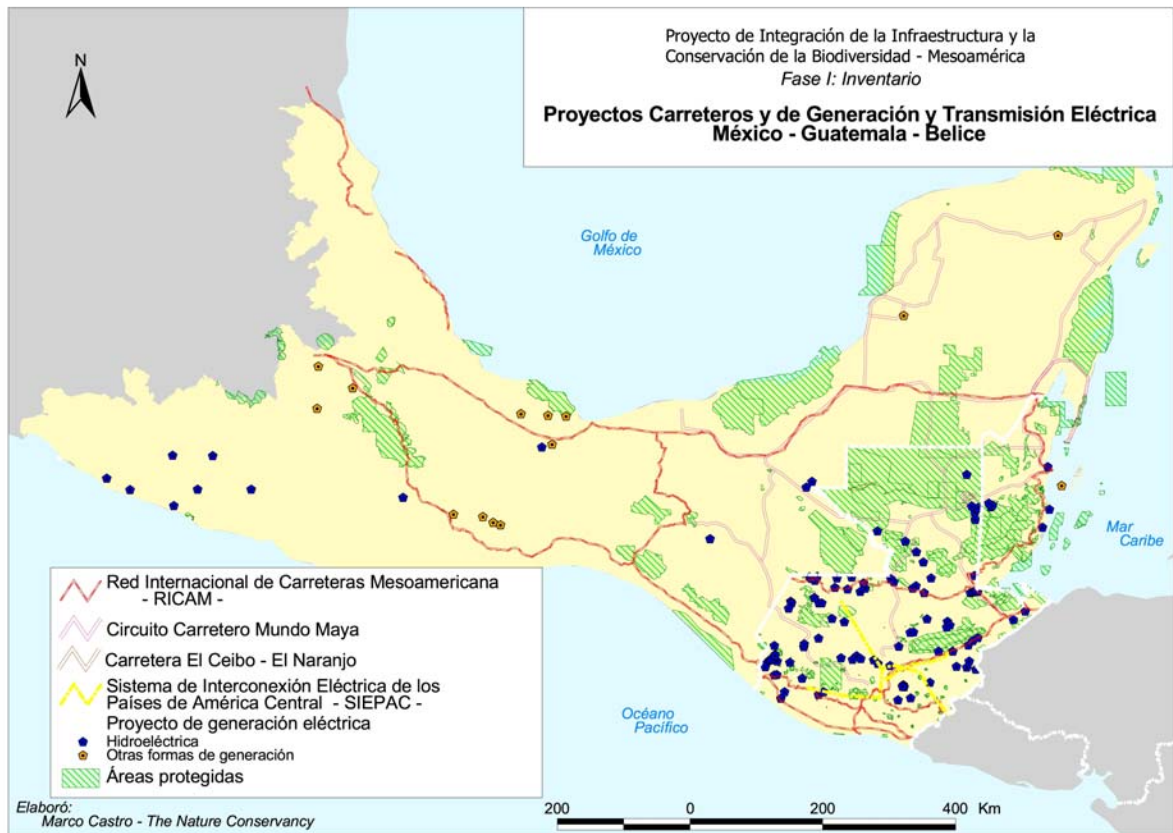 Proyecto de Integración de la Infraestructura y la
Conservación de la Biodiversidad - Mesoamérica
Fase I: Inventario
Proyectos Carreteros y de Generación y Transmisión Eléctrica
México - Guatemala - Belice
N
Golfo de
México
Mar
Caribe
Océano
Pacífico
Red Internacional de Carreteras Mesoamericana
- RICAM -
Circuito Carretero Mundo Maya
Carretera El Ceibo - El Naranjo
Sistema de Interconexión Eléctrica de los
Países de América Central - SIEPAC -
Proyecto de generación eléctrica
Hidroeléctrica
Otras formas de generación
Áreas protegidas
Elaboró:
Marco Castro - The Nature Conservancy
200 0 200 400 Km